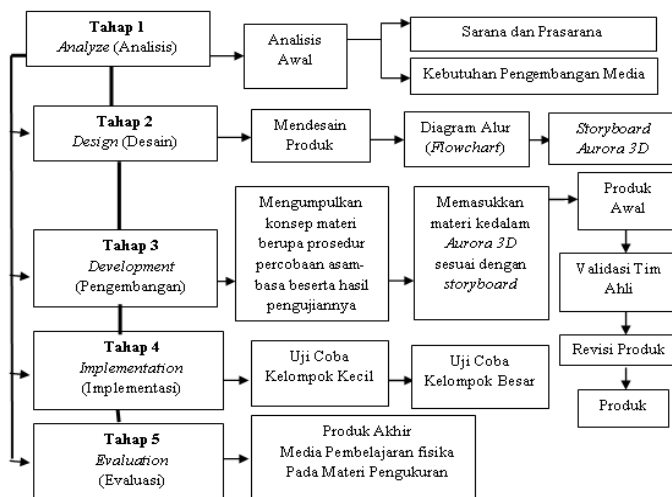 Tahap 1
Analyze (Analisis)
Analisis
Awal
Sarana dan Prasarana
Kebutuhan Pengembangan Media
Tahap 2
Design (Desain)
Mendesain
Produk
Diagram Alur
(Flowchart)
Storyboard
Aurora 3D
Tahap 3
Development
(Pengembangan)
Mengumpulkan
konsep materi
berupa prosedur
percobaan asam-
basa beserta hasil
pengujiannya
Memasukkan
materi kedalam
Aurora 3D
sesuai dengan
storyboard
Produk
Awal
Validasi Tim
Ahli
Revisi Produk
Produk
Tahap 4
Implementation
(Implementasi)
Uji Coba
Kelompok Kecil
Uji Coba
Kelompok Besar
Tahap 5
Evaluation
(Evaluasi)
Produk Akhir
Media Pembelajaran fisika
Pada Materi Pengukuran